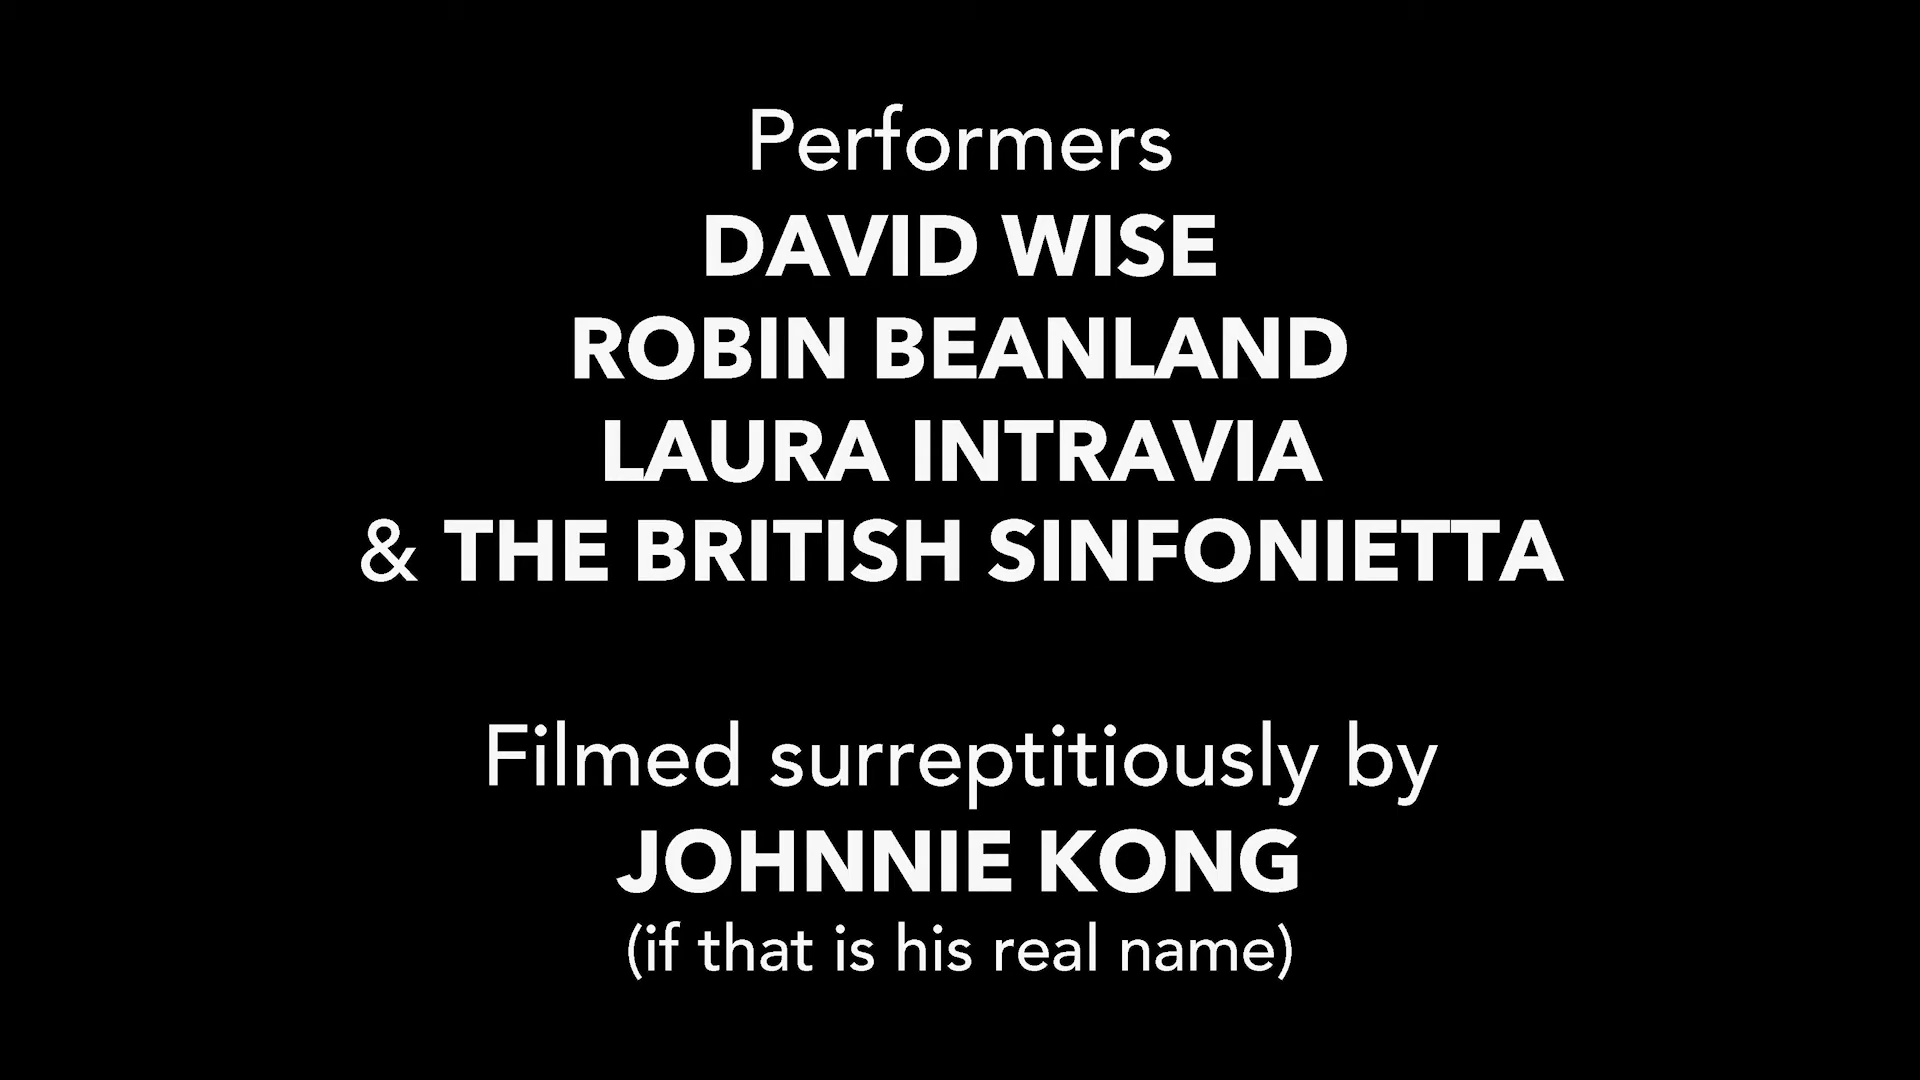 Performers
DAVID WISE
ROBIN BEANLAND
LAURA INTRAVIA
& THE BRITISH SINFONIETTA
Filmed surreptitiously by
JOHNNIE KONG
(if that is his real name)